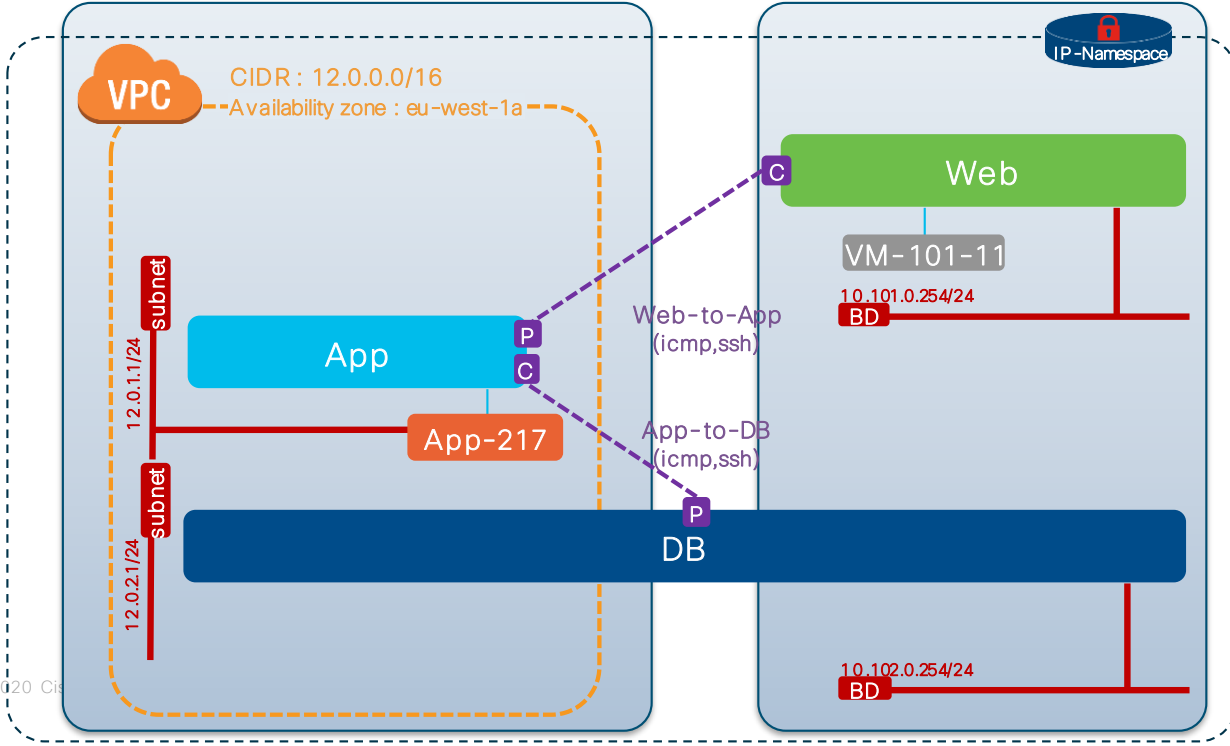 VPC
CIDR : 12.0.0.0/16
Availability zone : eu-west-1a
IP-Namespace
C
Web
VM-101-11
10.101.0.254/24
BD
subnet
12.0.1.1/24
App
P
C
App-217
Web-to-App
(icmp,ssh)
App-to-DB
(icmp,ssh)
subnet
12.0.2.1/24
P
DB
10.102.0.254/24
BD
020 Cis